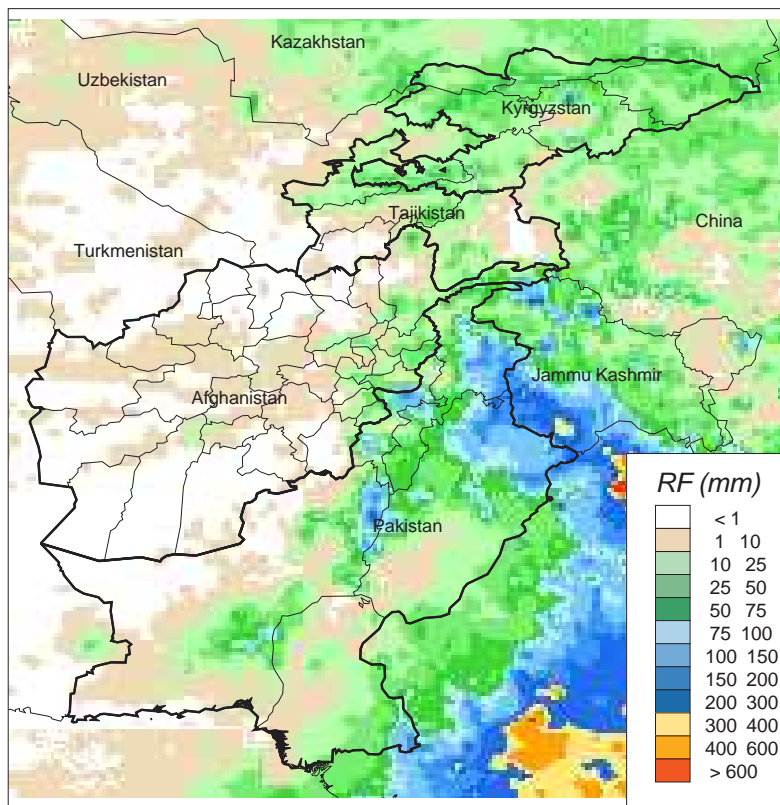 Kazakhstan
Uzbekistan
Kyrgyzstan
Tajikistan
China
Turkmenistan
Jammu Kashmir
Afghanistan
Pakistan
RF (mm)
< 1
1 10
10 25
25 50
50 75
75 100
100 150
150 200
200 300
300 400
400 600
> 600